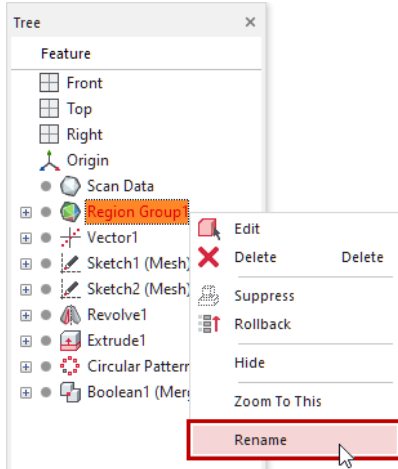 Tree
Feature
Front
Top
Right
Origin
Scan Data
Region Group1
Vector1
Sketch1 (Mesh)
Sketch2 (Mesh)
Revolve1
Extrude1
Circular Pattern
Boolean1 (Mer
Edit
Delete Delete
Suppress
Rollback
Hide
Zoom To This
Rename